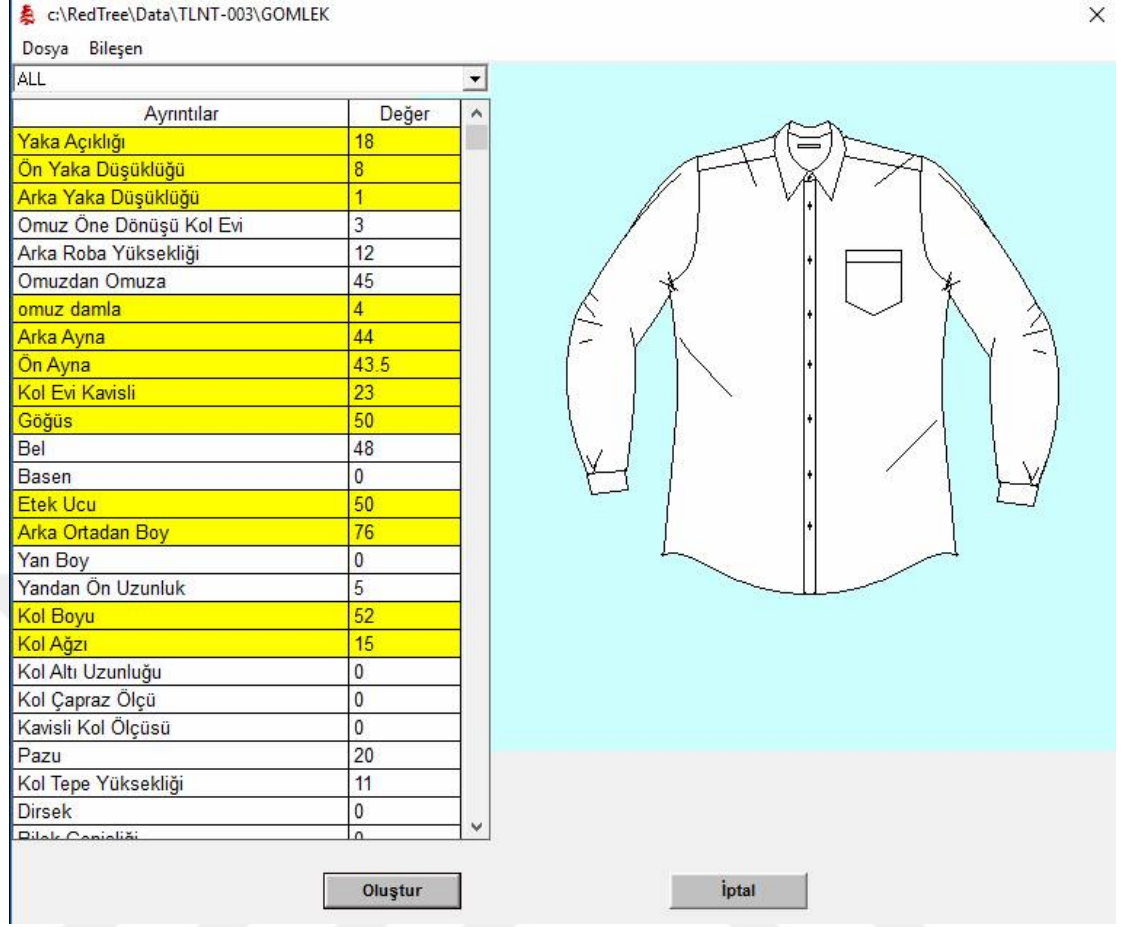 c:\RedTree\Data\TLNT-003\GOMLEK
Dosya Bileşen
ALL
Ayrıntılar Değer
Yaka Açıklığı 18
Ön Yaka Düşüklüğü 8
Arka Yaka Düşüklüğü 1
Omuz Öne Dönüşü Kol Evi 3
Arka Roba Yüksekliği 12
Omuzdan Omuza 45
omuz damla 4
Arka Ayna 44
Ön Ayna 43.5
Kol Evi Kavisli 23
Göğüs 50
Bel 48
Basen 0
Etek Ucu 50
Arka Ortadan Boy 76
Yan Boy 0
Yandan Ön Uzunluk 5
Kol Boyu 52
Kol Ağzı 15
Kol Altı Uzunluğu 0
Kol Çapraz Ölçü 0
Kavisli Kol Ölçüsü 0
Pazu 20
Kol Tepe Yüksekliği 11
Dirsek 0
Bilek Genişliği 0
Oluştur İptal